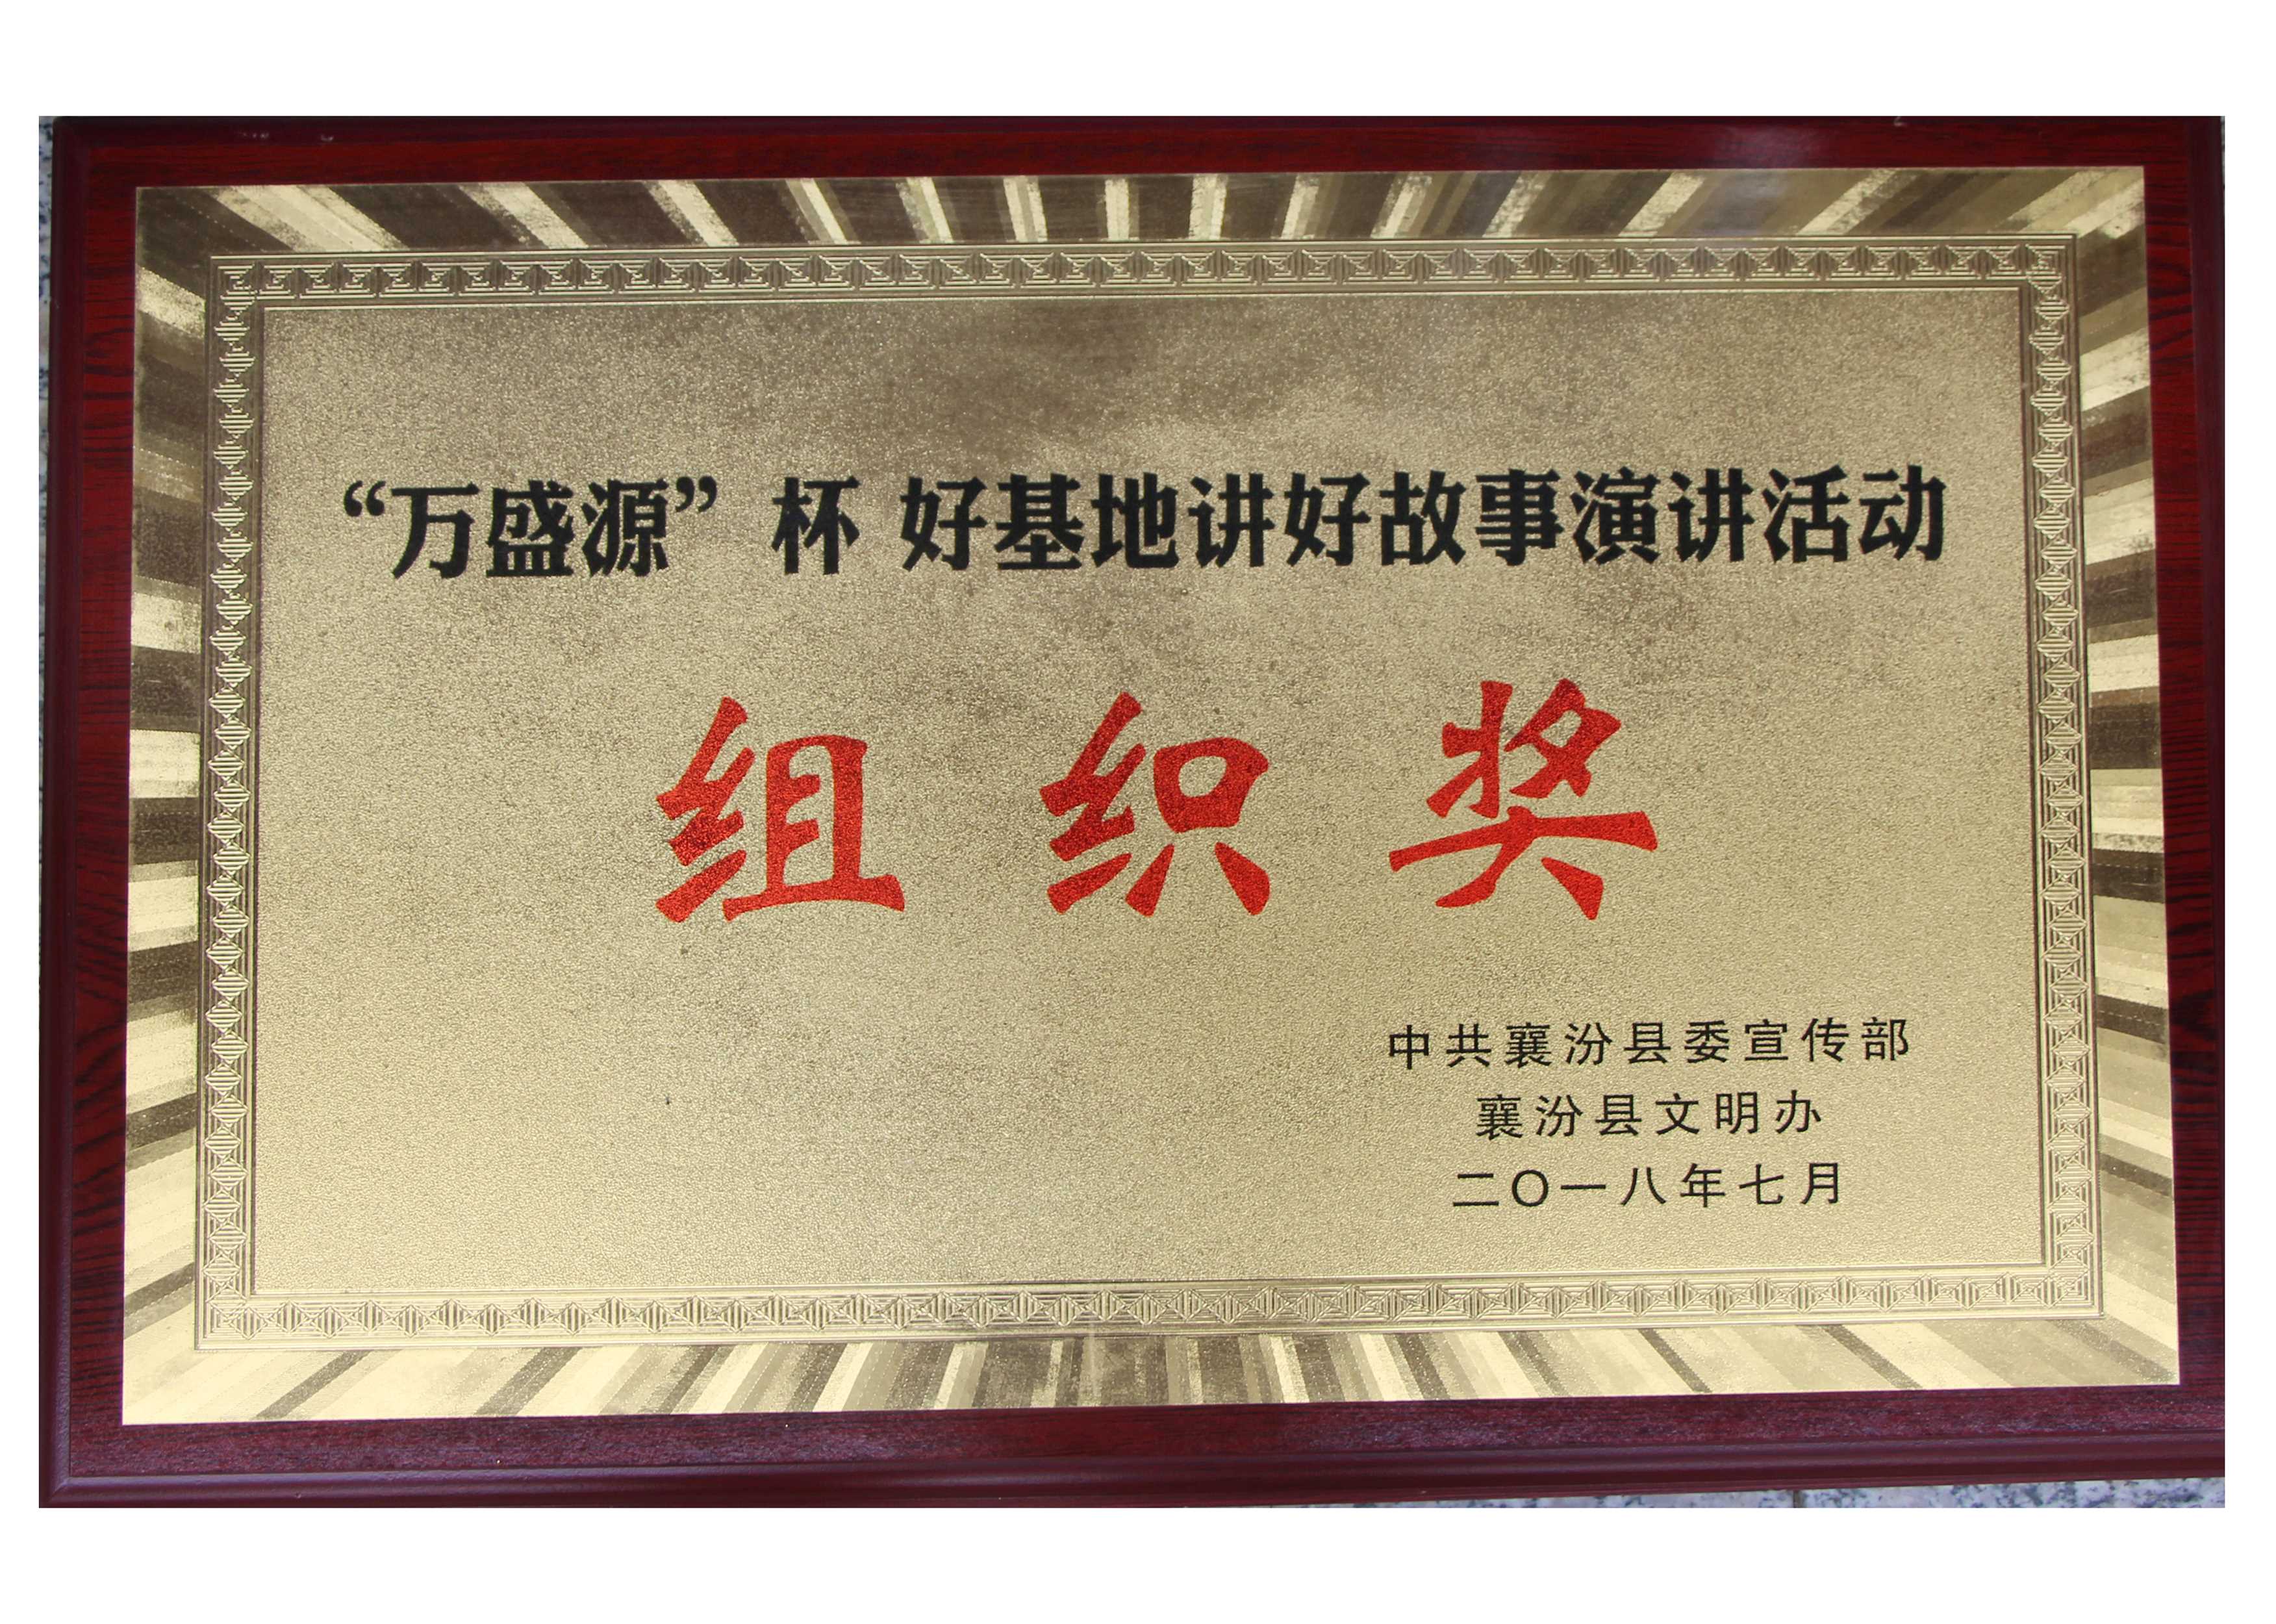 “万盛源” 杯 好基地讲好故事演讲活动
组织奖
中共襄汾县委宣传部
襄汾县文明办
二〇一八年七月